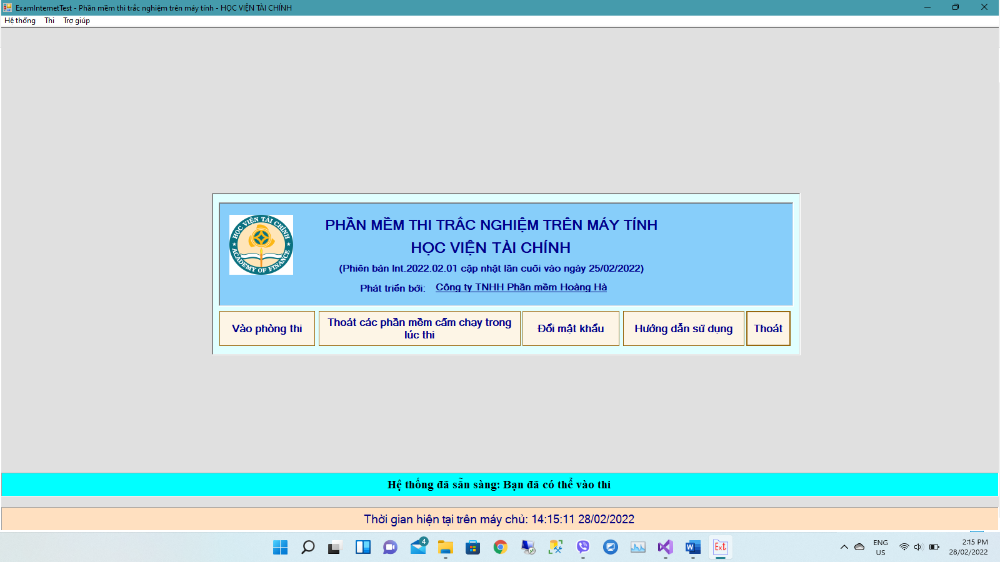 ExamInternetTest - Phần mềm thi trắc nghiệm trên máy tính - HỌC VIỆN TÀI CHÍNH
Hệ thống Thi Trợ giúp
HỌC VIỆN TÀI CHÍNH
ACADEMY OF FINANCE
PHẦN MỀM THI TRẮC NGHIỆM TRÊN MÁY TÍNH
HỌC VIỆN TÀI CHÍNH
(Phiên bản Int.2022.02.01 cập nhật lần cuối vào ngày 25/02/2022)
Phát triển bởi: Công ty TNHH Phần mềm Hoàng Hà
Vào phòng thi
Thoát các phần mềm cấm chạy trong
lúc thi
Đổi mật khẩu
Hướng dẫn sử dụng
Thoát
Hệ thống đã sẵn sàng: Bạn đã có thể vào thi
Thời gian hiện tại trên máy chủ: 14:15:11 28/02/2022
4
W
Ext
ENG
US
2:15 PM
28/02/2022